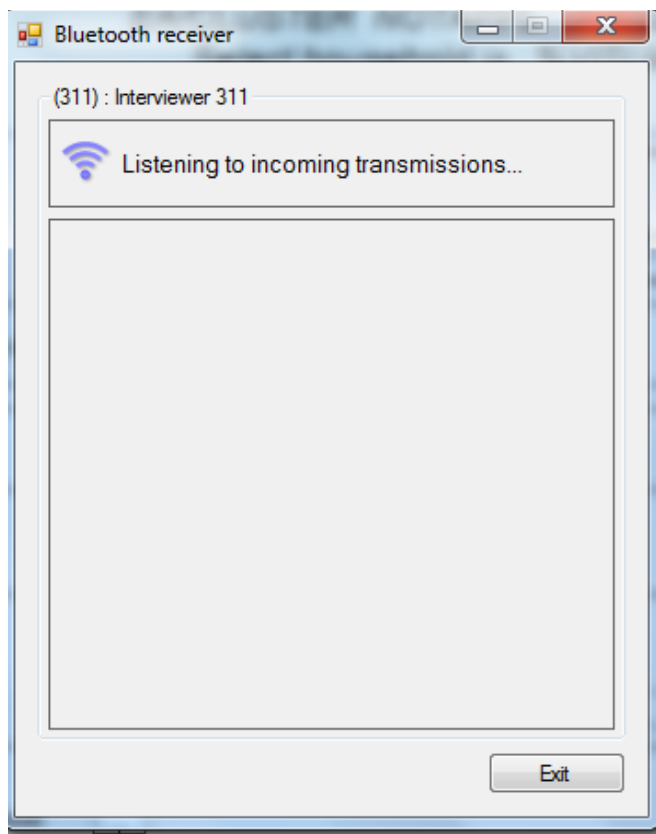 Bluetooth receiver
(311) : Interviewer 311
Listening to incoming transmissions...
Exit